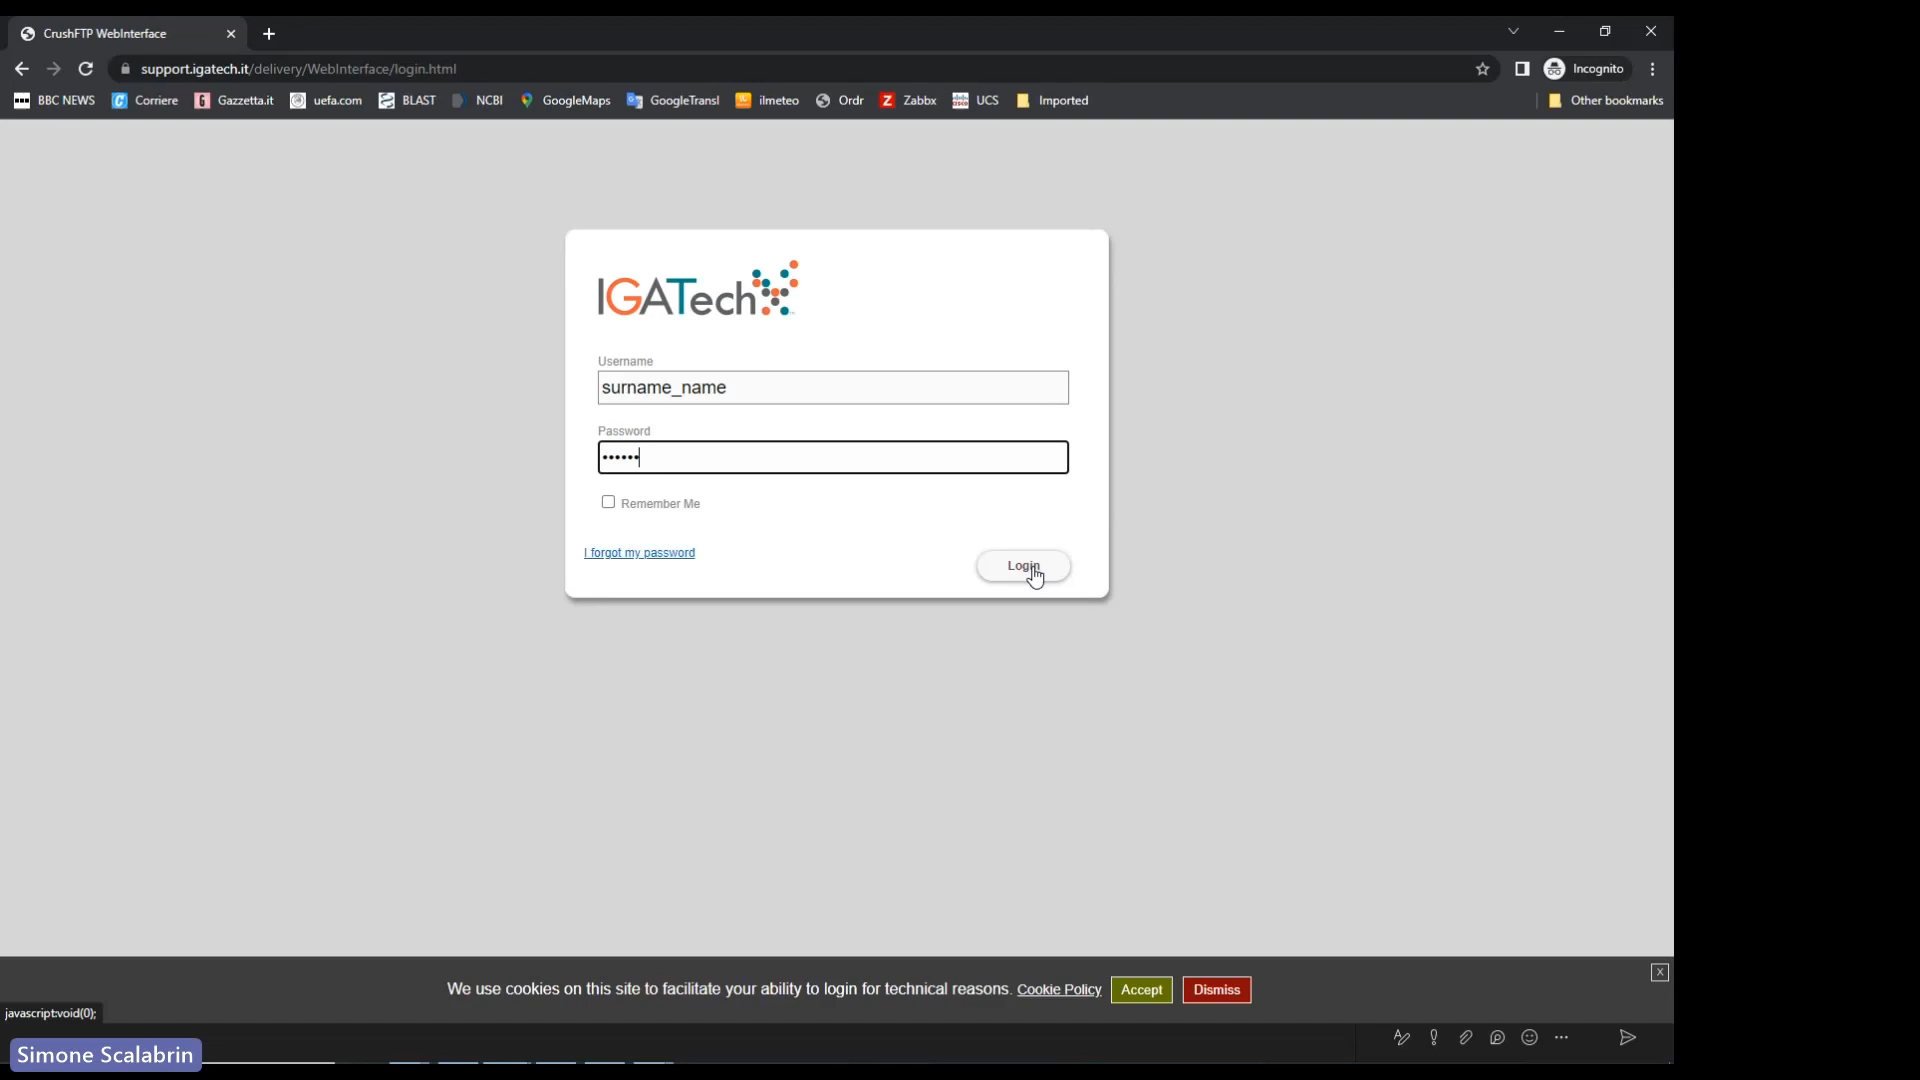 CrushFTP WebInterface
support.igatech.it/delivery/WebInterface/login.html
Incognito
BBC NEWS Corriere Gazzetta.it uefa.com BLAST NCBI GoogleMaps GoogleTransl ilmeteo Ordr Zabbx UCS Imported Other bookmarks
IGATech
Username
surname_name
Password
••••••
Remember Me
I forgot my password
Login
We use cookies on this site to facilitate your ability to login for technical reasons. Cookie Policy Accept Dismiss
X
javascript:void(0);
Simone Scalabrin